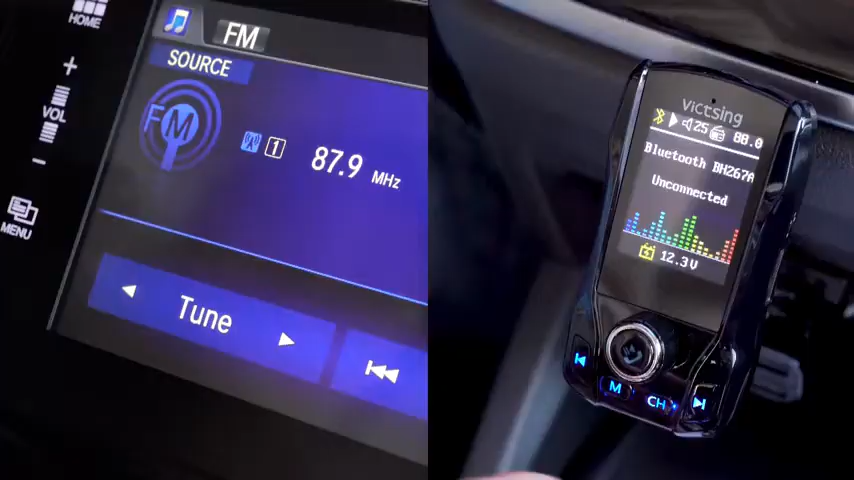 HOME
FM
SOURCE
FM
VOL
1
87.9 MHz
MENU
Tune
VicTsing
25 88.0
Bluetooth BH267A
Unconnected
12.3V
M
CH